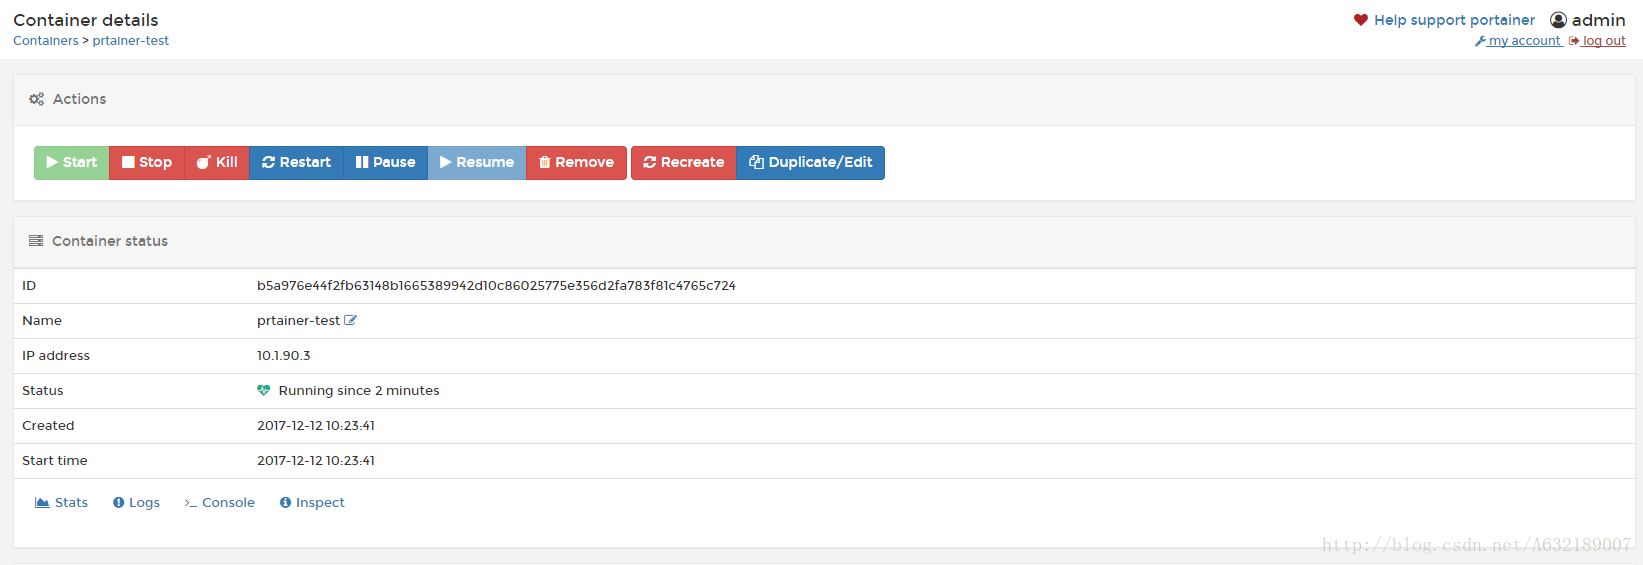 Container details
Help support portainer admin
Containers > prtainer-test
my account log out
Actions
Start Stop Kill Restart Pause Resume Remove Recreate Duplicate/Edit
Container status
ID b5a976e44f2fb63148b1665389942d10c86025775e356d2fa783f81c4765c724
Name prtainer-test
IP address 10.1.90.3
Status Running since 2 minutes
Created 2017-12-12 10:23:41
Start time 2017-12-12 10:23:41
Stats Logs >_ Console Inspect
http://blog.csdn.net/A632189007